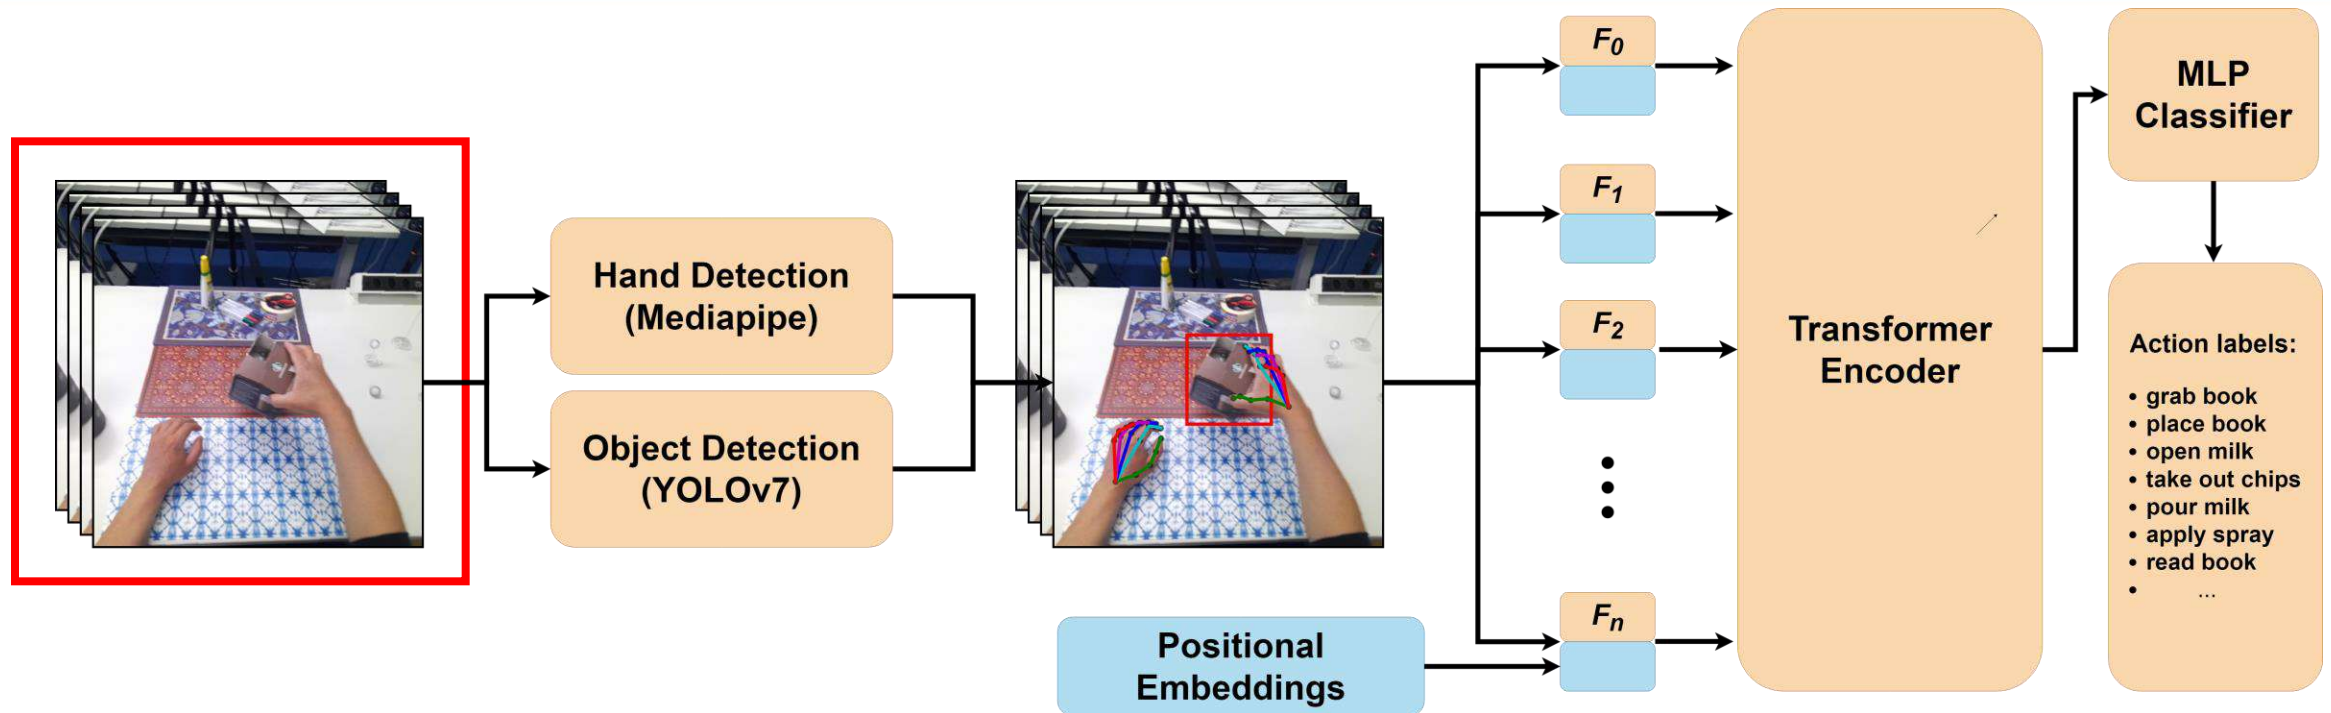 Hand Detection
(Mediapipe)
Object Detection
(YOLOv7)
Positional
Embeddings
F0
F1
F2
Fn
Transformer
Encoder
MLP
Classifier
Action labels:
• grab book
• place book
• open milk
• take out chips
• pour milk
• apply spray
• read book
• ...